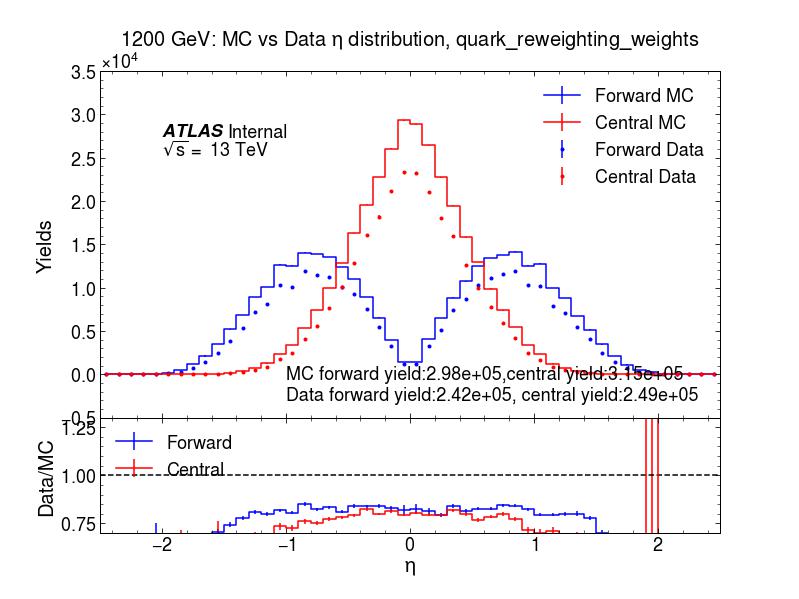 1200 GeV: MC vs Data η distribution, quark_reweighting_weights
×10⁴
3.5
3.0
2.5
2.0
1.5
1.0
0.5
0.0
−0.5
Yields
ATLAS Internal
√s = 13 TeV
Forward MC
Central MC
Forward Data
Central Data
MC forward yield:2.98e+05,central yield:3.15e+05
Data forward yield:2.42e+05, central yield:2.49e+05
1.25
1.00
0.75
Data/MC
Forward
Central
−2
−1
0
1
2
η